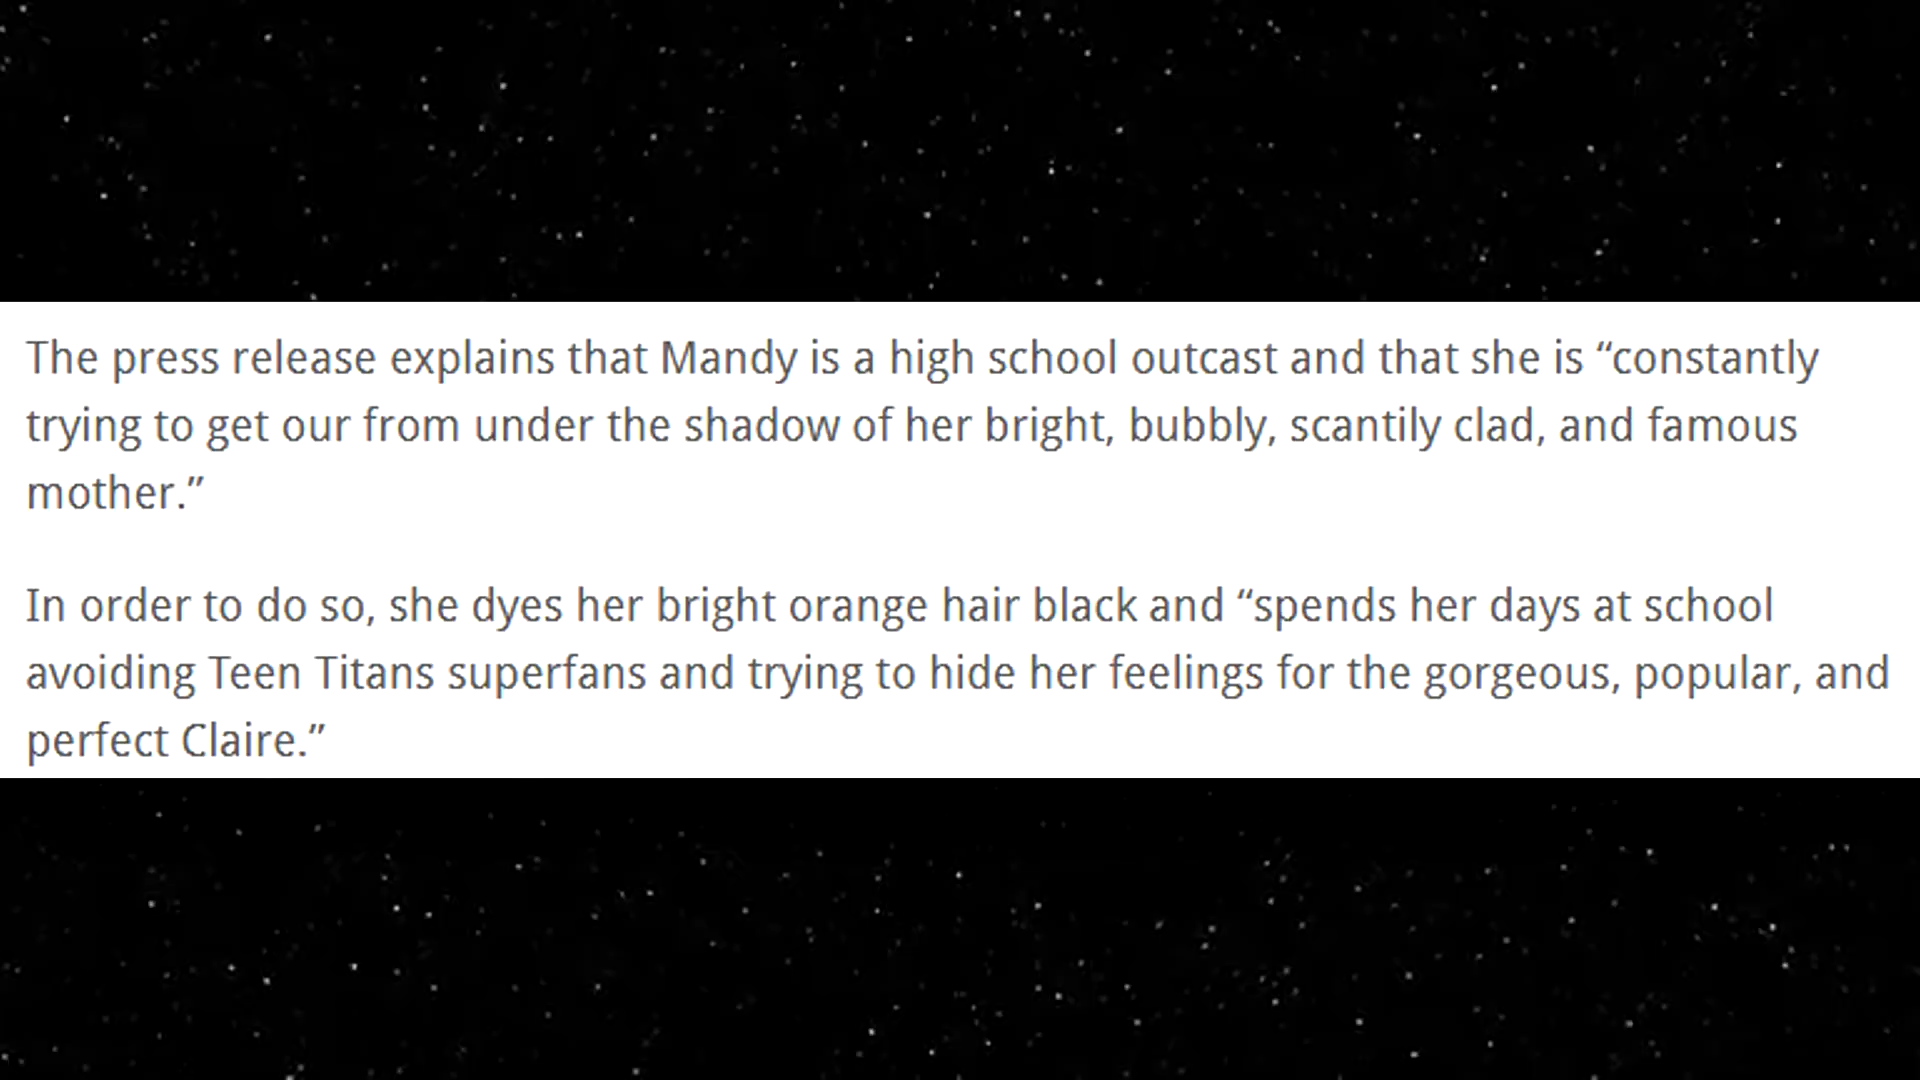 The press release explains that Mandy is a high school outcast and that she is “constantly
trying to get our from under the shadow of her bright, bubbly, scantily clad, and famous
mother.”
In order to do so, she dyes her bright orange hair black and “spends her days at school
avoiding Teen Titans superfans and trying to hide her feelings for the gorgeous, popular, and
perfect Claire.”